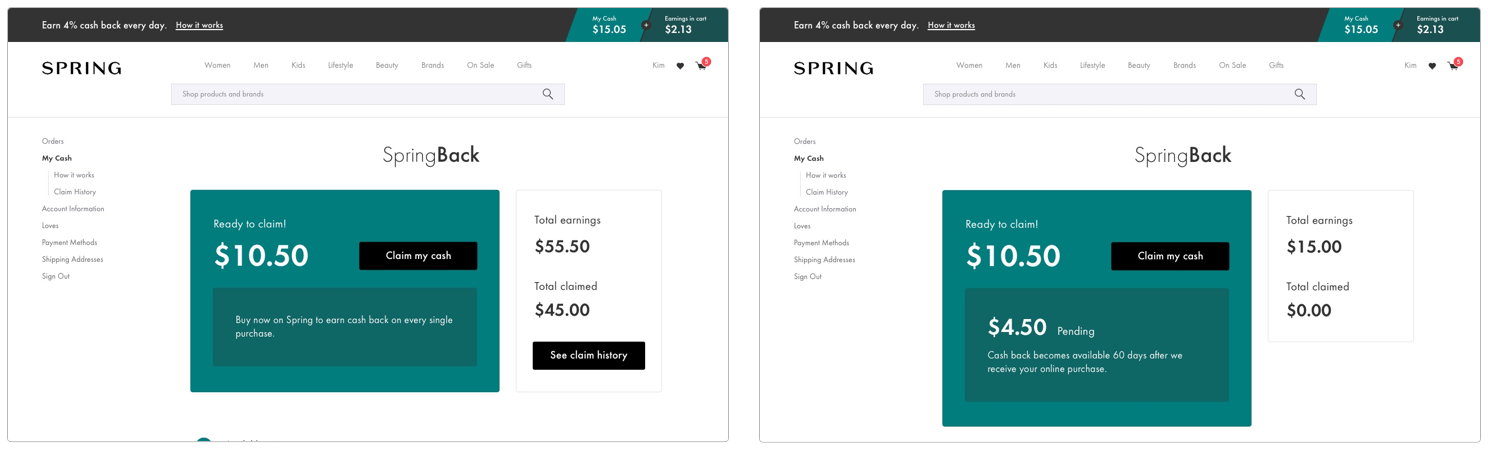 Earn 4% cash back every day. How it works
My Cash
$15.05
+
Earnings in cart
$2.13
SPRING
Women Men Kids Lifestyle Beauty Brands On Sale Gifts
Kim
5
Shop products and brands
Orders
My Cash
How it works
Claim History
Account Information
Loves
Payment Methods
Shipping Addresses
Sign Out
SpringBack
Ready to claim!
$10.50
Claim my cash
Buy now on Spring to earn cash back on every single
purchase.
Total earnings
$55.50
Total claimed
$45.00
See claim history
Earn 4% cash back every day. How it works
My Cash
$15.05
+
Earnings in cart
$2.13
SPRING
Women Men Kids Lifestyle Beauty Brands On Sale Gifts
Kim
5
Shop products and brands
Orders
My Cash
How it works
Claim History
Account Information
Loves
Payment Methods
Shipping Addresses
Sign Out
SpringBack
Ready to claim!
$10.50
Claim my cash
$4.50 Pending
Cash back becomes available 60 days after we
receive your online purchase.
Total earnings
$15.00
Total claimed
$0.00